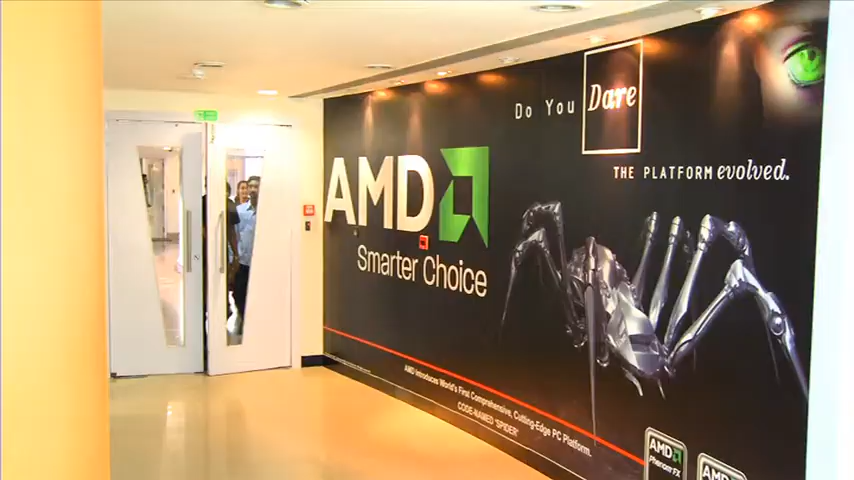 Do You Dare
THE PLATFORM evolved.
AMD
Smarter Choice
AMD Introduces World's First Comprehensive, Cutting-Edge PC Platform.
CODE-NAMED 'SPIDER'
AMD
Phenom FX
AMD